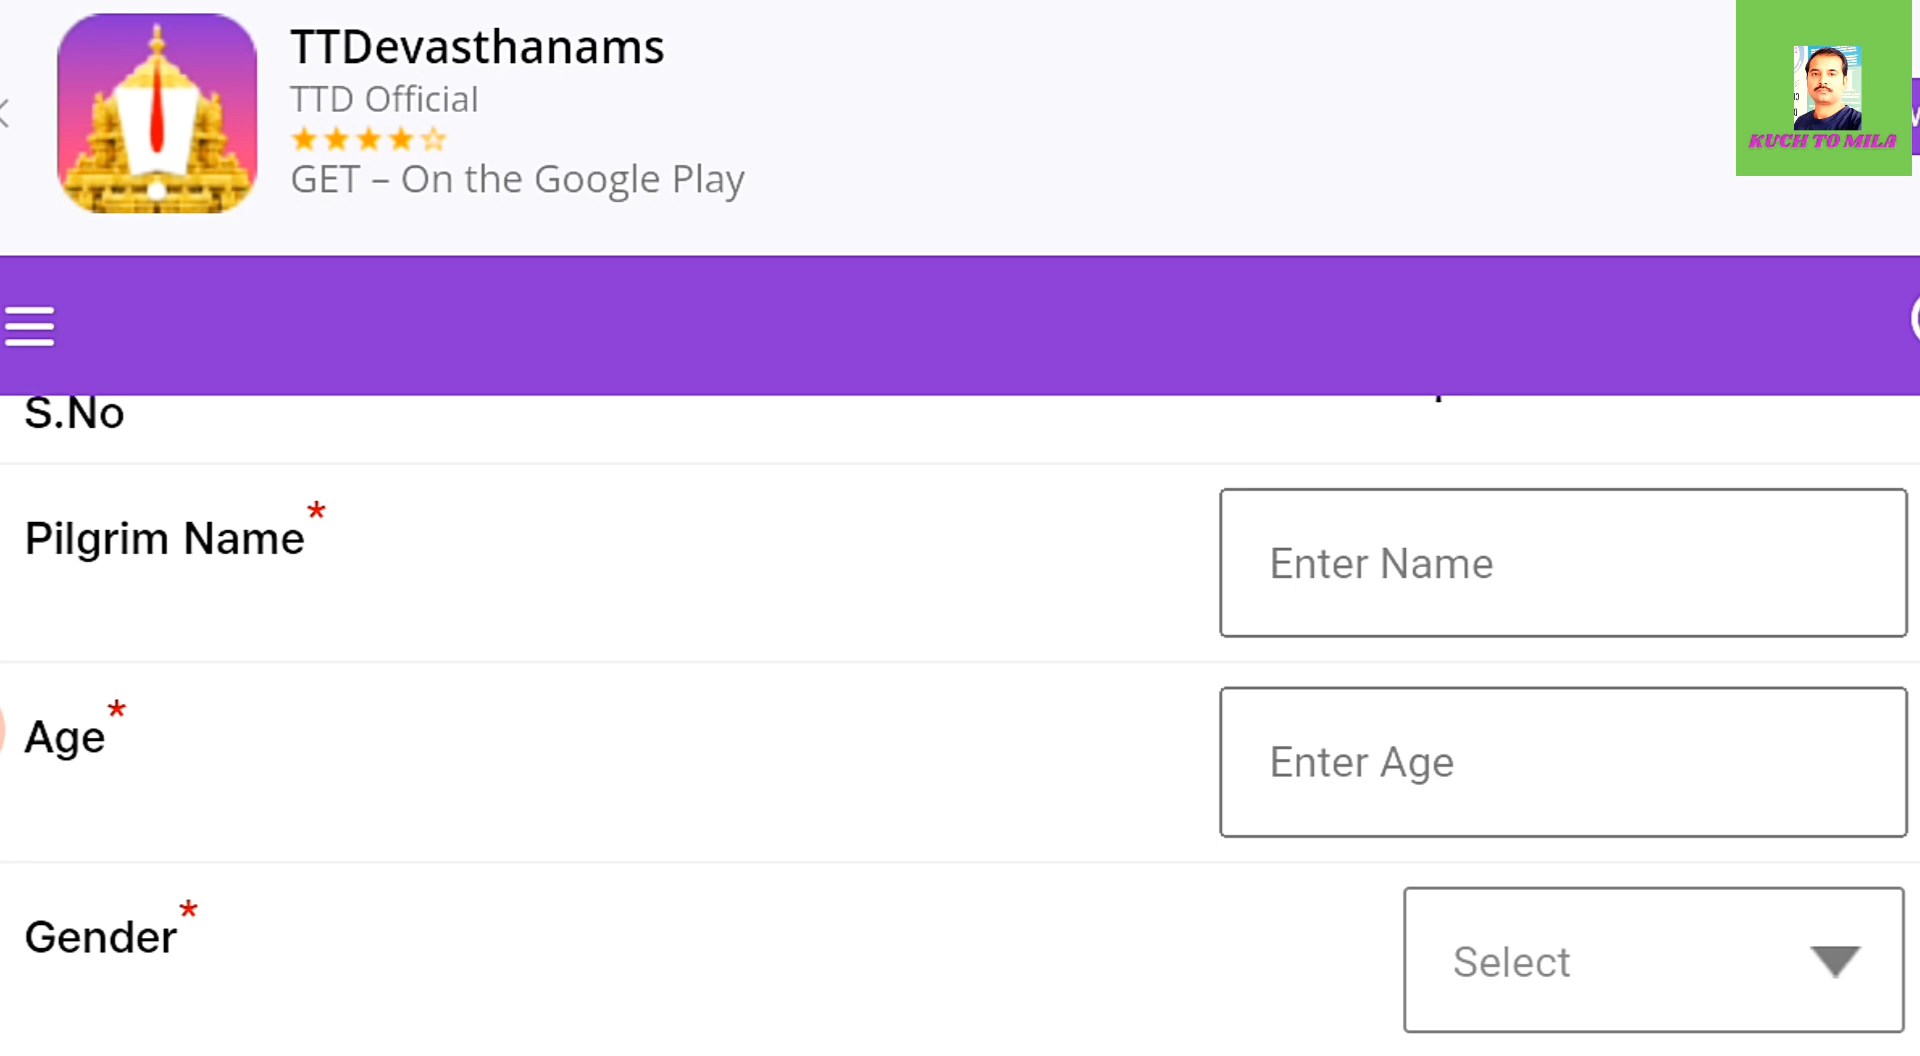 TTDevasthanams
TTD Official
GET – On the Google Play
KUCH TO MILA
S.No
Pilgrim Name*
Enter Name
Age*
Enter Age
Gender*
Select